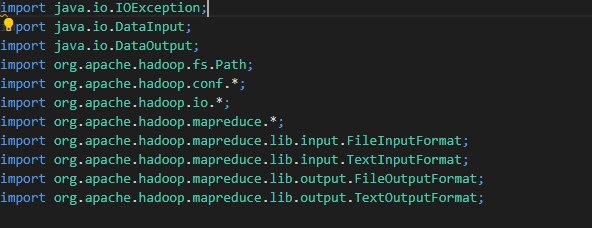 import java.io.IOException;
import java.io.DataInput;
import java.io.DataOutput;
import org.apache.hadoop.fs.Path;
import org.apache.hadoop.conf.*;
import org.apache.hadoop.io.*;
import org.apache.hadoop.mapreduce.*;
import org.apache.hadoop.mapreduce.lib.input.FileInputFormat;
import org.apache.hadoop.mapreduce.lib.input.TextInputFormat;
import org.apache.hadoop.mapreduce.lib.output.FileOutputFormat;
import org.apache.hadoop.mapreduce.lib.output.TextOutputFormat;